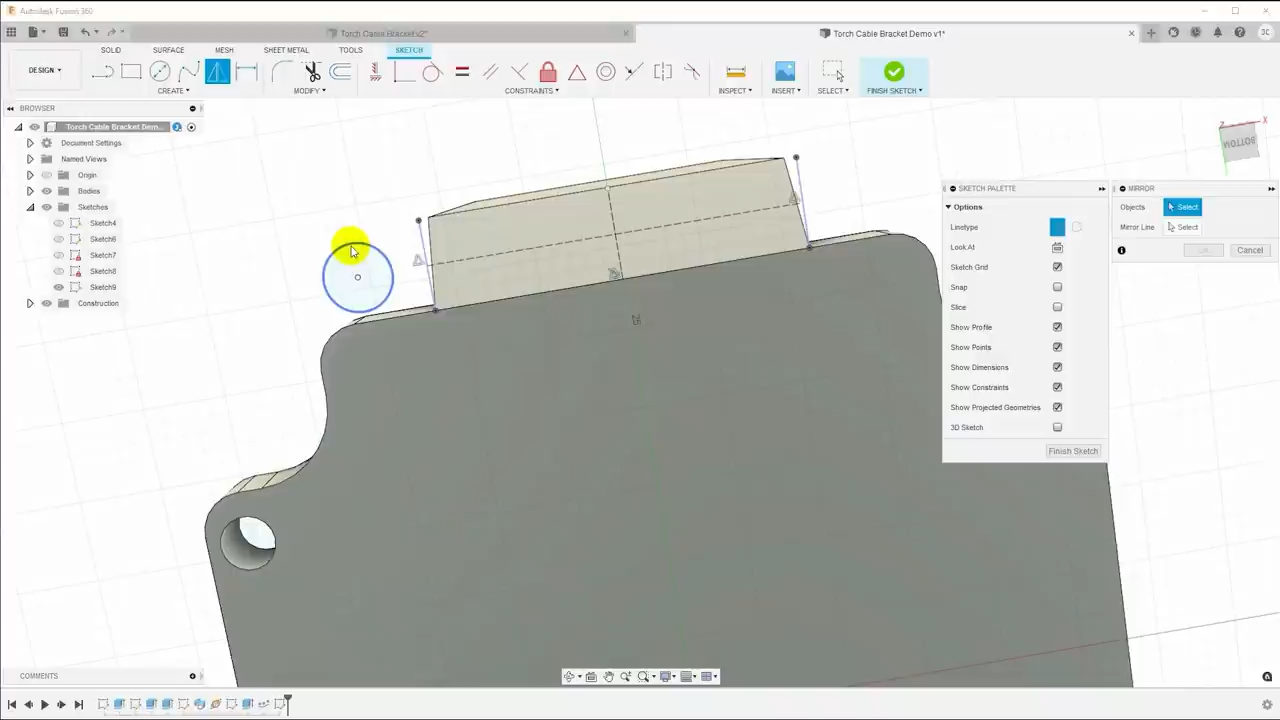 Autodesk Fusion 360
Torch Cable Bracket v2*
Torch Cable Bracket Demo v1*
JC
SOLID
SURFACE
MESH
SHEET METAL
TOOLS
SKETCH
DESIGN
CREATE
MODIFY
CONSTRAINTS
INSPECT
INSERT
SELECT
FINISH SKETCH
BROWSER
Torch Cable Bracket Demo...
Document Settings
Named Views
Origin
Bodies
Sketches
Sketch4
Sketch6
Sketch7
Sketch8
Sketch9
Construction
25
BOTTOM
Z
X
SKETCH PALETTE
Options
Linetype
Look At
Sketch Grid
Snap
Slice
Show Profile
Show Points
Show Dimensions
Show Constraints
Show Projected Geometries
3D Sketch
Finish Sketch
MIRROR
Objects
Select
Mirror Line
Select
Cancel
COMMENTS